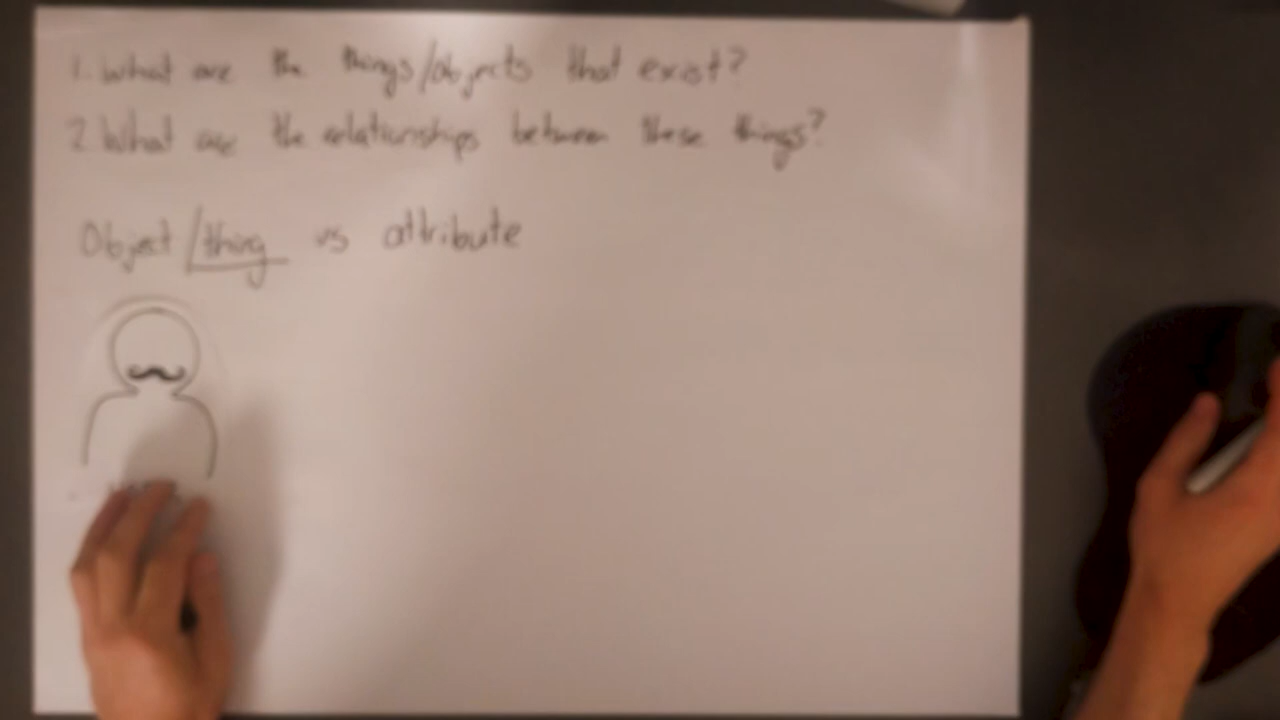 1. What are the things/objects that exist?
2. What are the relationships between these things?
Object/thing vs attribute